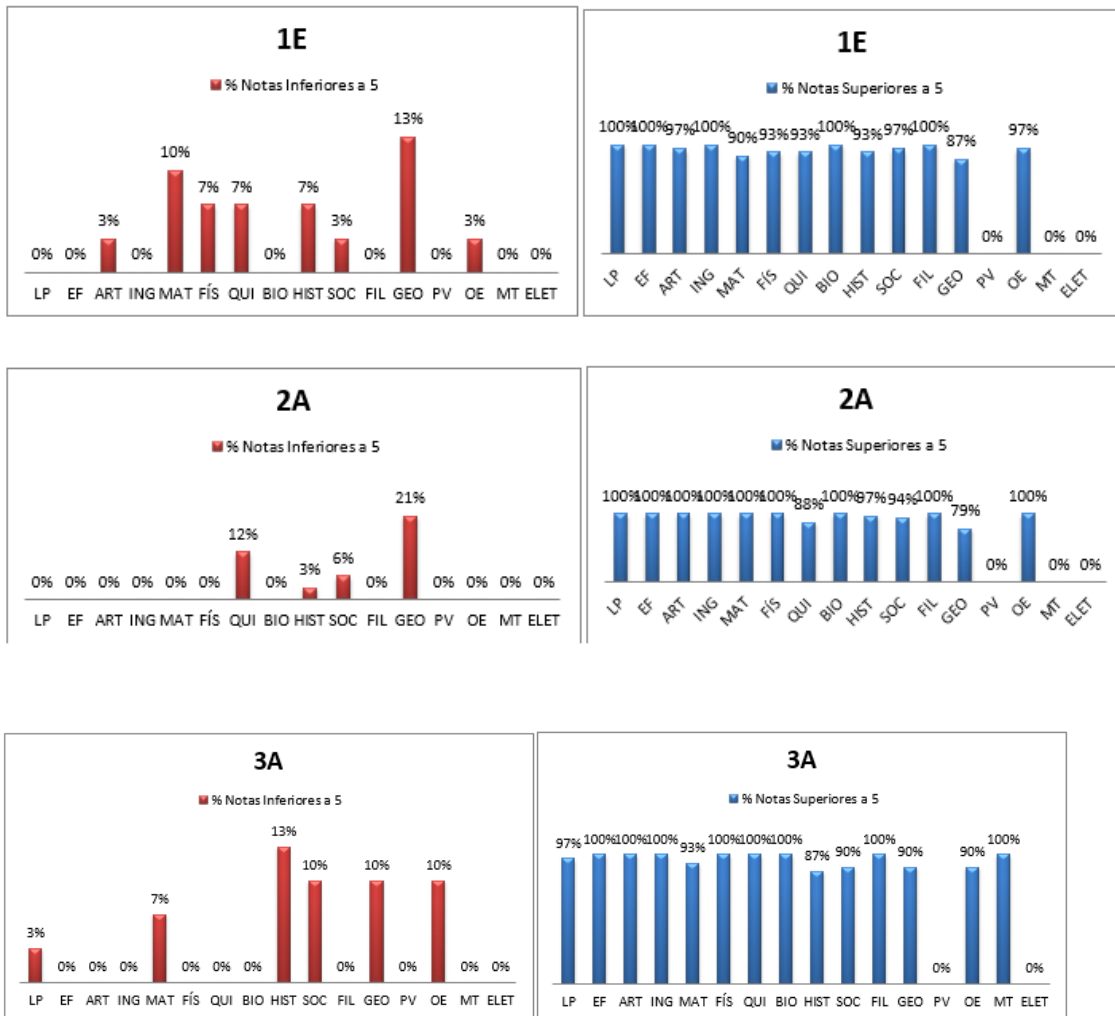 1E
% Notas Inferiores a 5
0% 0% 3% 0% 10% 7% 7% 0% 7% 3% 0% 13% 0% 3% 0% 0%
LP EF ART ING MAT FÍS QUI BIO HIST SOC FIL GEO PV OE MT ELET
1E
% Notas Superiores a 5
100% 100% 97% 100% 90% 93% 93% 100% 93% 97% 100% 87% 0% 97% 0% 0%
LP EF ART ING MAT FÍS QUI BIO HIST SOC FIL GEO PV OE MT ELET
2A
% Notas Inferiores a 5
0% 0% 0% 0% 0% 0% 12% 0% 3% 6% 0% 21% 0% 0% 0% 0%
LP EF ART ING MAT FÍS QUI BIO HIST SOC FIL GEO PV OE MT ELET
2A
% Notas Superiores a 5
100% 100% 100% 100% 100% 100% 88% 100% 97% 94% 100% 79% 0% 100% 0% 0%
LP EF ART ING MAT FÍS QUI BIO HIST SOC FIL GEO PV OE MT ELET
3A
% Notas Inferiores a 5
3% 0% 0% 0% 7% 0% 0% 0% 13% 10% 0% 10% 0% 10% 0% 0%
LP EF ART ING MAT FÍS QUI BIO HIST SOC FIL GEO PV OE MT ELET
3A
% Notas Superiores a 5
97% 100% 100% 100% 93% 100% 100% 100% 87% 90% 100% 90% 0% 90% 100% 0%
LP EF ART ING MAT FÍS QUI BIO HIST SOC FIL GEO PV OE MT ELET